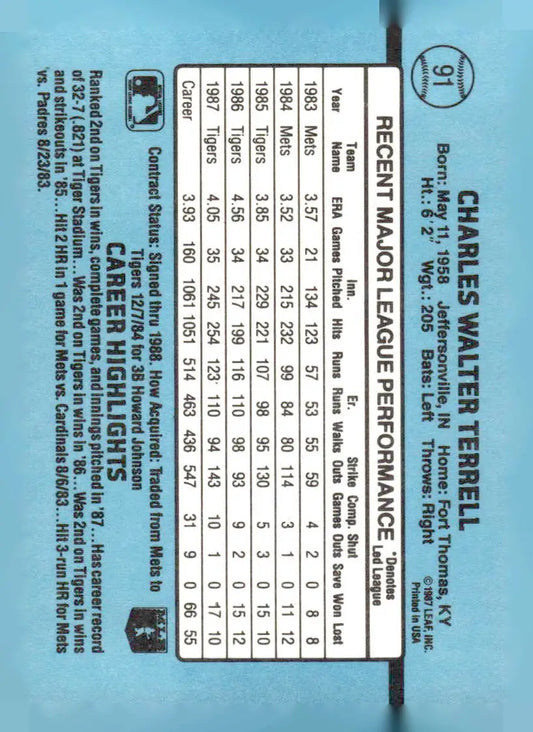 91
CHARLES WALTER TERRELL
Born: May 11, 1958 Jeffersonville, IN Home: Fort Thomas, KY
Ht.: 6' 2" Wgt.: 205 Bats: Left Throws: Right
© 1987 LEAF, INC.
Printed in USA
RECENT MAJOR LEAGUE PERFORMANCE *Denotes Led League
Team Inn. Er. Strike Comp. Shut
Year Name ERA Games Pitched Hits Runs Runs Walks Outs Games Outs Save Won Lost
1983 Mets 3.57 21 134 123 57 53 55 59 4 2 0 8 8
1984 Mets 3.52 33 215 232 99 84 80 114 3 1 0 11 12
1985 Tigers 3.85 34 229 221 107 98 95 130 5 3 0 15 10
1986 Tigers 4.56 34 217 199 116 110 98 93 9 2 0 15 12
1987 Tigers 4.05 35 245 254 123 110 94 143 10 1 0 17 10
Career 3.93 160 1061 1051 514 463 436 547 31 9 0 66 55
Contract Status: Signed thru 1988. How Acquired: Traded from Mets to
Tigers 12/7/84 for 3B Howard Johnson
CAREER HIGHLIGHTS
Ranked 2nd on Tigers in wins, complete games, and innings pitched in '87 ... Has career record
of 32-7 (.821) at Tiger Stadium ... Was 2nd on Tigers in wins in '86 ... Was 2nd on Tigers in wins
and strikeouts in '85 ... Hit 2 HR in 1 game for Mets vs. Cardinals 8/6/83 ... Hit 3-run HR for Mets
vs. Padres 8/23/83.